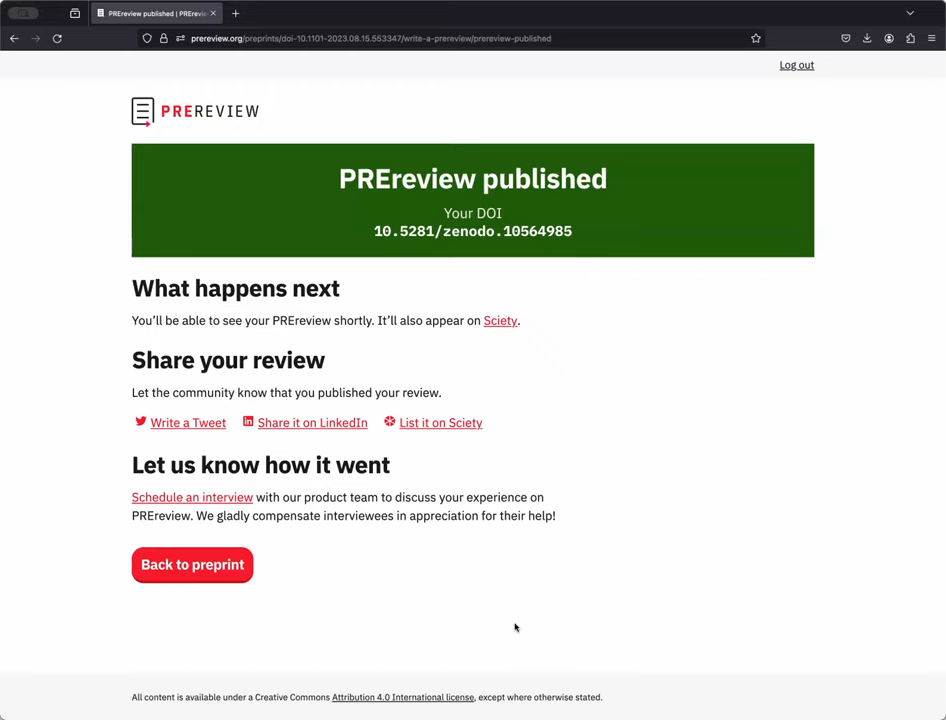 PREreview published | PRErevie
prereview.org/preprints/doi-10.1101-2023.08.15.553347/write-a-prereview/prereview-published
Log out
PREREVIEW
PREreview published
Your DOI
10.5281/zenodo.10564985
What happens next
You’ll be able to see your PREreview shortly. It’ll also appear on Sciety.
Share your review
Let the community know that you published your review.
Write a Tweet Share it on LinkedIn List it on Sciety
Let us know how it went
Schedule an interview with our product team to discuss your experience on
PREreview. We gladly compensate interviewees in appreciation for their help!
Back to preprint
All content is available under a Creative Commons Attribution 4.0 International license, except where otherwise stated.